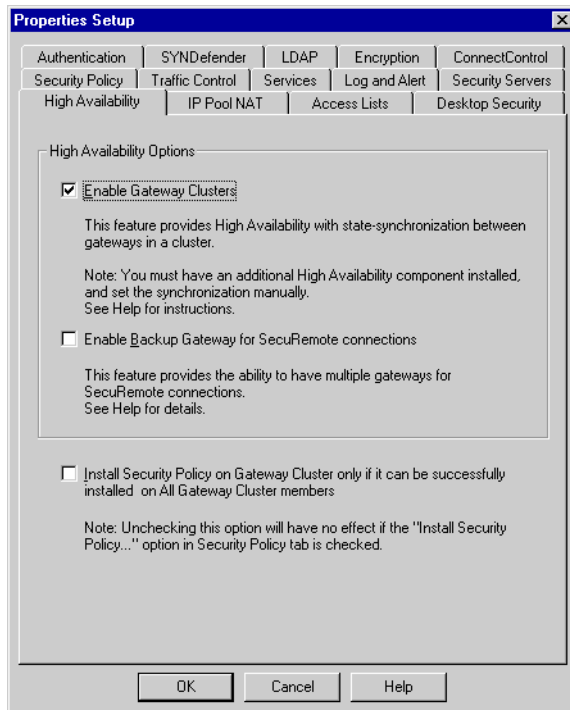 Properties Setup
Authentication SYNDefender LDAP Encryption ConnectControl
Security Policy Traffic Control Services Log and Alert Security Servers
High Availability IP Pool NAT Access Lists Desktop Security
High Availability Options
Enable Gateway Clusters
This feature provides High Availability with state-synchronization between
gateways in a cluster.
Note: You must have an additional High Availability component installed,
and set the synchronization manually.
See Help for instructions.
Enable Backup Gateway for SecuRemote connections
This feature provides the ability to have multiple gateways for
SecuRemote connections.
See Help for details.
Install Security Policy on Gateway Cluster only if it can be successfully
installed on All Gateway Cluster members
Note: Unchecking this option will have no effect if the "Install Security
Policy..." option in Security Policy tab is checked.
OK Cancel Help